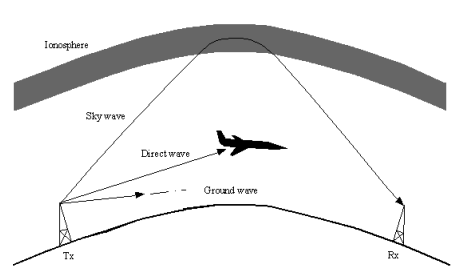 Ionosphere
Sky wave
Direct wave
Ground wave
Tx
Rx